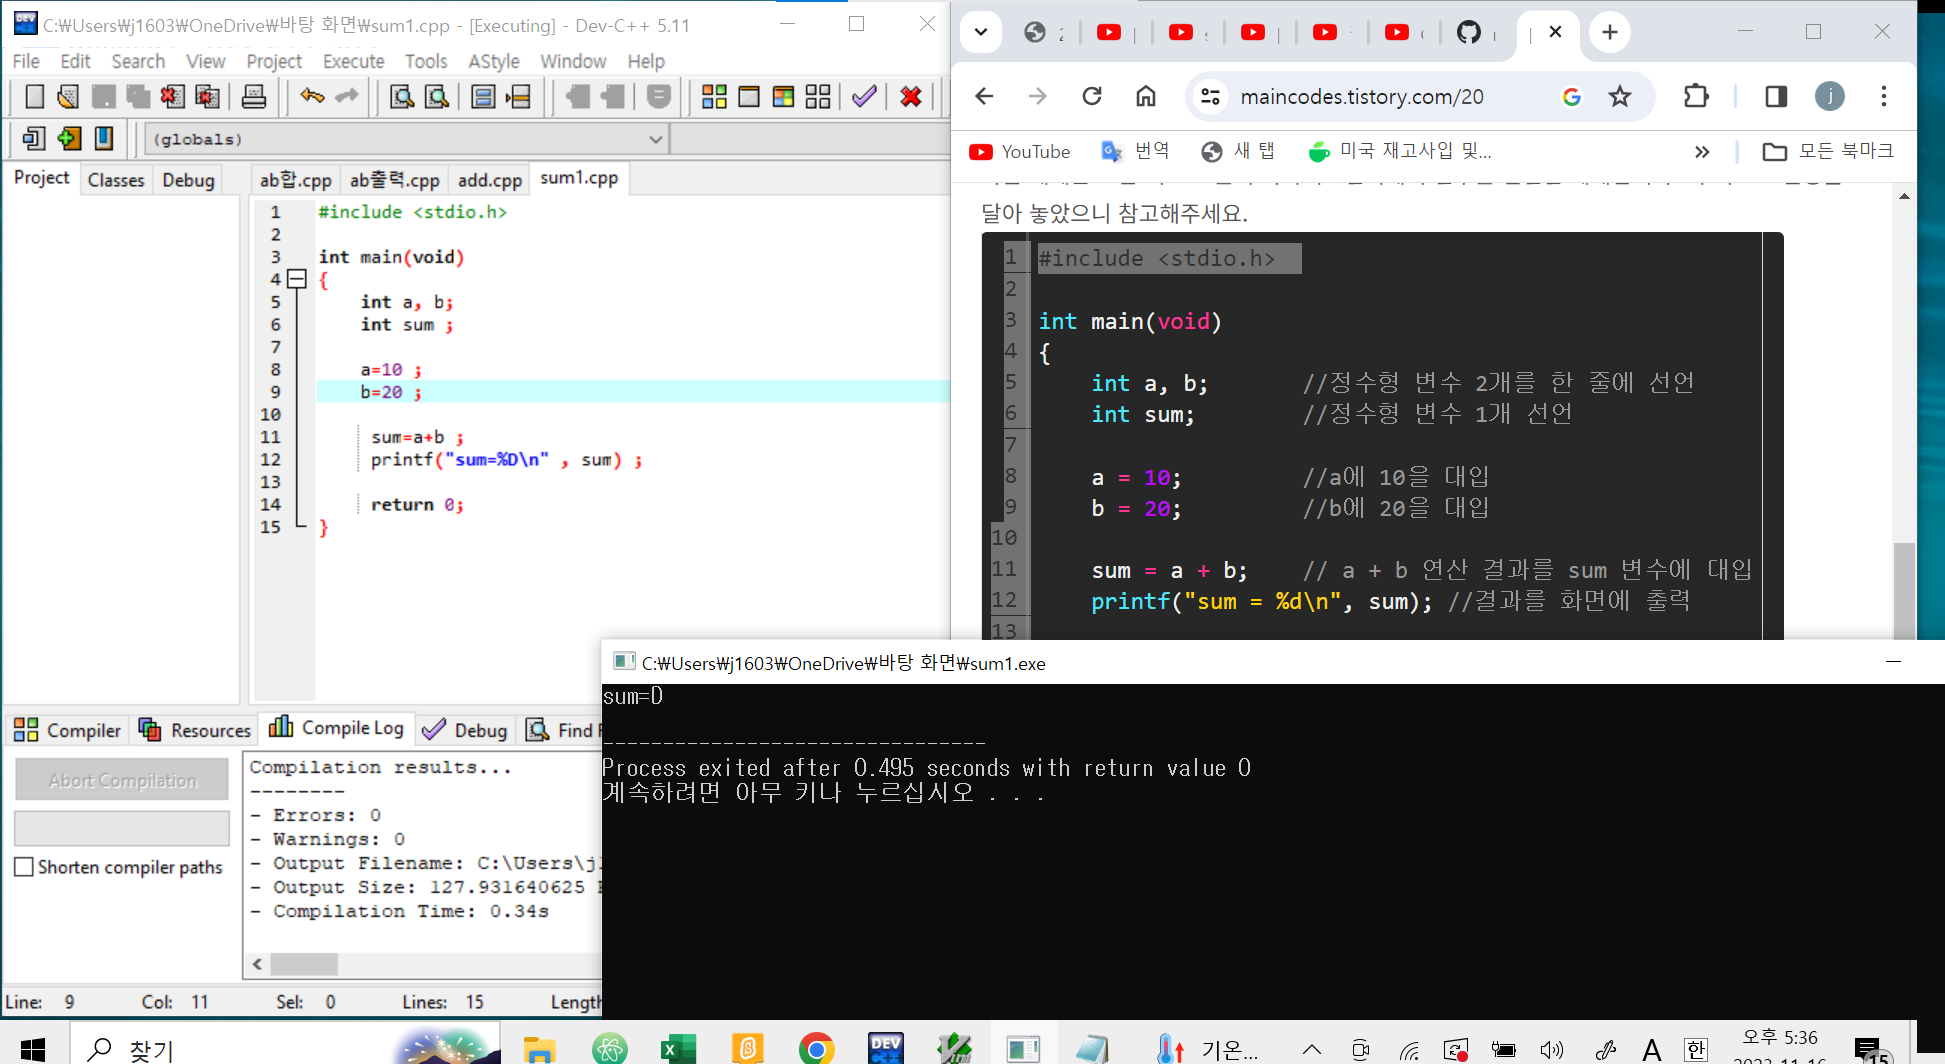 C:₩Users₩j1603₩OneDrive₩바탕 화면₩sum1.cpp - [Executing] - Dev-C++ 5.11
File Edit Search View Project Execute Tools AStyle Window Help
(globals)
Project Classes Debug
ab합.cpp ab출력.cpp add.cpp sum1.cpp
1 #include <stdio.h>
2
3 int main(void)
4 {
5 int a, b;
6 int sum ;
7
8 a=10 ;
9 b=20 ;
10
11 sum=a+b ;
12 printf("sum=%D\n" , sum) ;
13
14 return 0;
15 }
Compiler Resources Compile Log Debug Find
Abort Compilation
Shorten compiler paths
Compilation results...
--------
- Errors: 0
- Warnings: 0
- Output Filename: C:\Users\j
- Output Size: 127.931640625
- Compilation Time: 0.34s
Line: 9 Col: 11 Sel: 0 Lines: 15 Length
maincodes.tistory.com/20
j
YouTube 번역 새 탭 미국 재고사입 및... » 모든 북마크
달아 놓았으니 참고해주세요.
1 #include <stdio.h>
2
3 int main(void)
4 {
5 int a, b; //정수형 변수 2개를 한 줄에 선언
6 int sum; //정수형 변수 1개 선언
7
8 a = 10; //a에 10을 대입
9 b = 20; //b에 20을 대입
10
11 sum = a + b; // a + b 연산 결과를 sum 변수에 대입
12 printf("sum = %d\n", sum); //결과를 화면에 출력
13
C:₩Users₩j1603₩OneDrive₩바탕 화면₩sum1.exe
sum=D
--------------------------------
Process exited after 0.495 seconds with return value 0
계속하려면 아무 키나 누르십시오 . . .
찾기
DEV C++
기온...
A 한
오후 5:36
2023-11-16
15